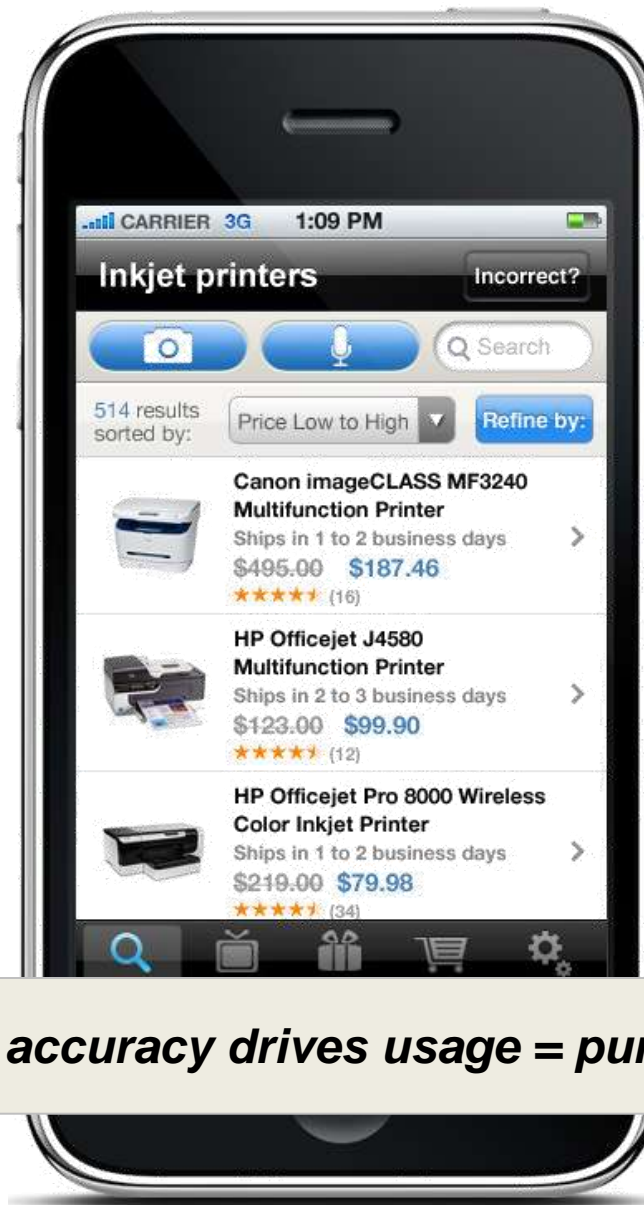 CARRIER 3G 1:09 PM
Inkjet printers Incorrect?
Search
514 results
sorted by: Price Low to High Refine by:
Canon imageCLASS MF3240
Multifunction Printer
Ships in 1 to 2 business days
$495.00 $187.46
(16)
HP Officejet J4580
Multifunction Printer
Ships in 2 to 3 business days
$123.00 $99.90
(12)
HP Officejet Pro 8000 Wireless
Color Inkjet Printer
Ships in 1 to 2 business days
$219.00 $79.98
(34)
accuracy drives usage =